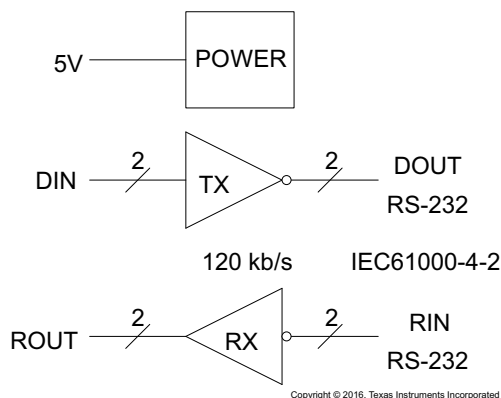 5V
POWER
2
2
DOUT
DIN
TX
RS-232
120 kb/s
IEC61000-4-2
2
2
RIN
ROUT
RX
RS-232
Copyright © 2016, Texas Instruments Incorporated